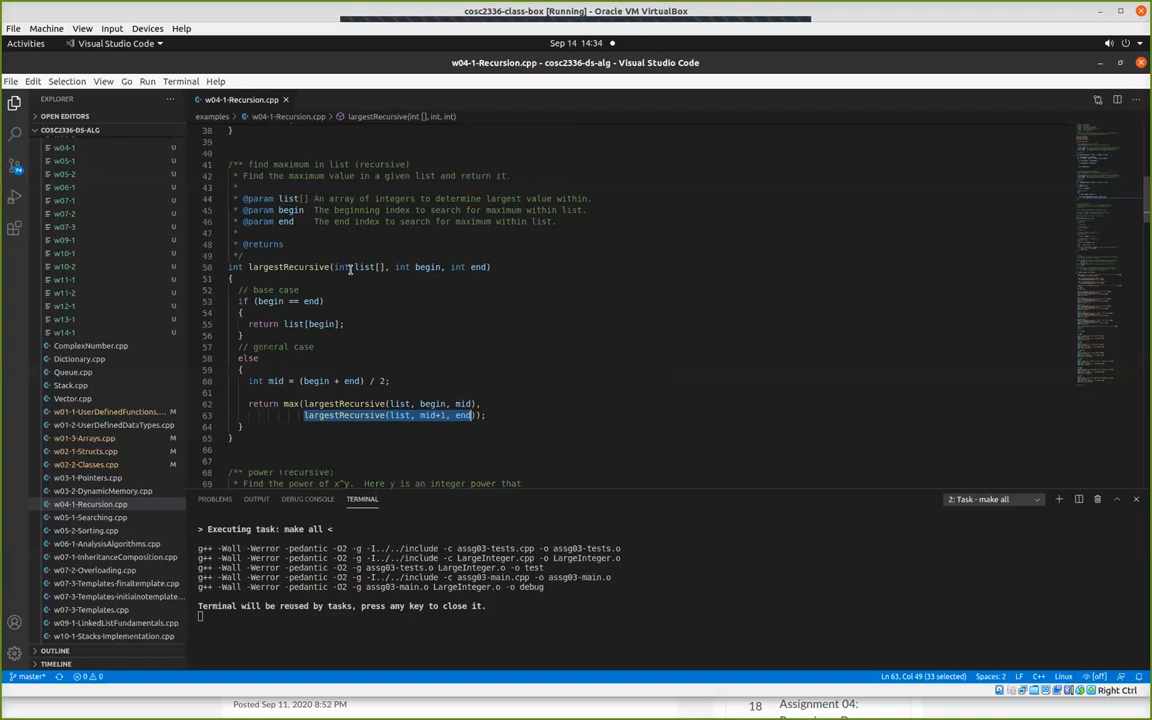 cosc2336-class-box [Running] - Oracle VM VirtualBox
File Machine View Input Devices Help
Activities Visual Studio Code Sep 14 14:34
w04-1-Recursion.cpp - cosc2336-ds-alg - Visual Studio Code
File Edit Selection View Go Run Terminal Help
EXPLORER
OPEN EDITORS
COSC2336-DS-ALG
w04-1 U
w05-1 U
w05-2 U
w06-1 U
w07-1 U
w07-2 U
w07-3 U
w09-1 U
w10-1 U
w10-2 U
w11-1 U
w11-2 U
w12-1 U
w13-1 U
w14-1 U
ComplexNumber.cpp
Dictionary.cpp
Queue.cpp
Stack.cpp
Vector.cpp
w01-1-UserDefinedFunctions.... M
w01-2-UserDefinedDataTypes.cpp
w01-3-Arrays.cpp M
w02-1-Structs.cpp M
w02-2-Classes.cpp M
w03-1-Pointers.cpp
w03-2-DynamicMemory.cpp
w04-1-Recursion.cpp
w05-1-Searching.cpp
w05-2-Sorting.cpp
w06-1-AnalysisAlgorithms.cpp
w07-1-InheritanceComposition.cpp
w07-2-Overloading.cpp
w07-3-Templates-finaltemplate.cpp
w07-3-Templates-initialnotemplate...
w07-3-Templates.cpp
w09-1-LinkedListFundamentals.cpp
w10-1-Stacks-Implementation.cpp
OUTLINE
TIMELINE
74
w04-1-Recursion.cpp
examples > w04-1-Recursion.cpp > largestRecursive(int [], int, int)
38 }
39
40
41 /** find maximum in list (recursive)
42 * Find the maximum value in a given list and return it.
43 *
44 * @param list[] An array of integers to determine largest value within.
45 * @param begin The beginning index to search for maximum within list.
46 * @param end The end index to search for maximum within list.
47 *
48 * @returns
49 */
50 int largestRecursive(int list[], int begin, int end)
51 {
52 // base case
53 if (begin == end)
54 {
55 return list[begin];
56 }
57 // general case
58 else
59 {
60 int mid = (begin + end) / 2;
61
62 return max(largestRecursive(list, begin, mid),
63 largestRecursive(list, mid+1, end));
64 }
65 }
66
67
68 /** power (recursive)
69 * Find the power of x^y. Here y is an integer power that
PROBLEMS OUTPUT DEBUG CONSOLE TERMINAL 2: Task - make all
> Executing task: make all <
g++ -Wall -Werror -pedantic -O2 -g -I../../include -c assg03-tests.cpp -o assg03-tests.o
g++ -Wall -Werror -pedantic -O2 -g -I../../include -c LargeInteger.cpp -o LargeInteger.o
g++ -Wall -Werror -pedantic -O2 -g assg03-tests.o LargeInteger.o -o test
g++ -Wall -Werror -pedantic -O2 -g -I../../include -c assg03-main.cpp -o assg03-main.o
g++ -Wall -Werror -pedantic -O2 -g assg03-main.o LargeInteger.o -o debug
Terminal will be reused by tasks, press any key to close it.
master* 0 0 Ln 63, Col 49 (33 selected) Spaces: 2 LF C++ Linux [off]
Right Ctrl
Posted Sep 11, 2020 8:52 PM
18 Assignment 04: